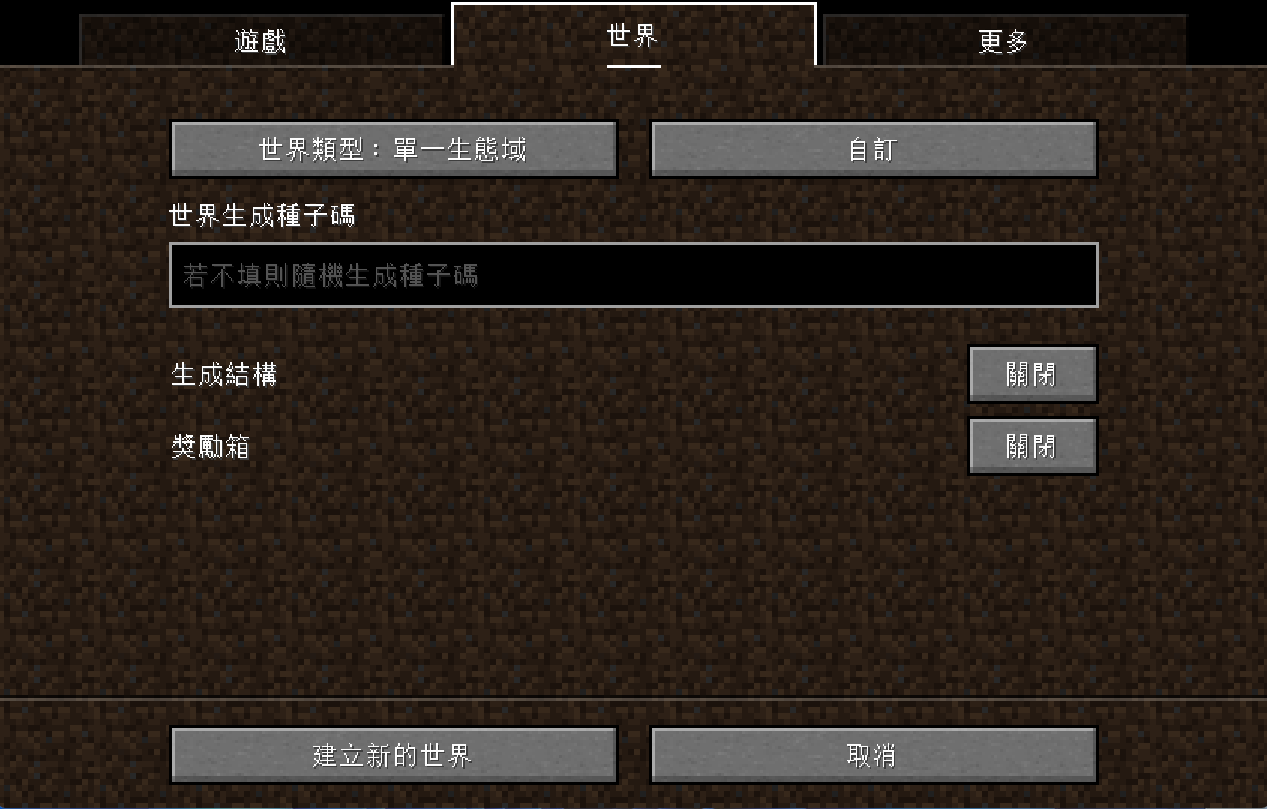 遊戲
世界
更多
世界類型：單一生態域
自訂
世界生成種子碼
若不填則隨機生成種子碼
生成結構
關閉
獎勵箱
關閉
建立新的世界
取消